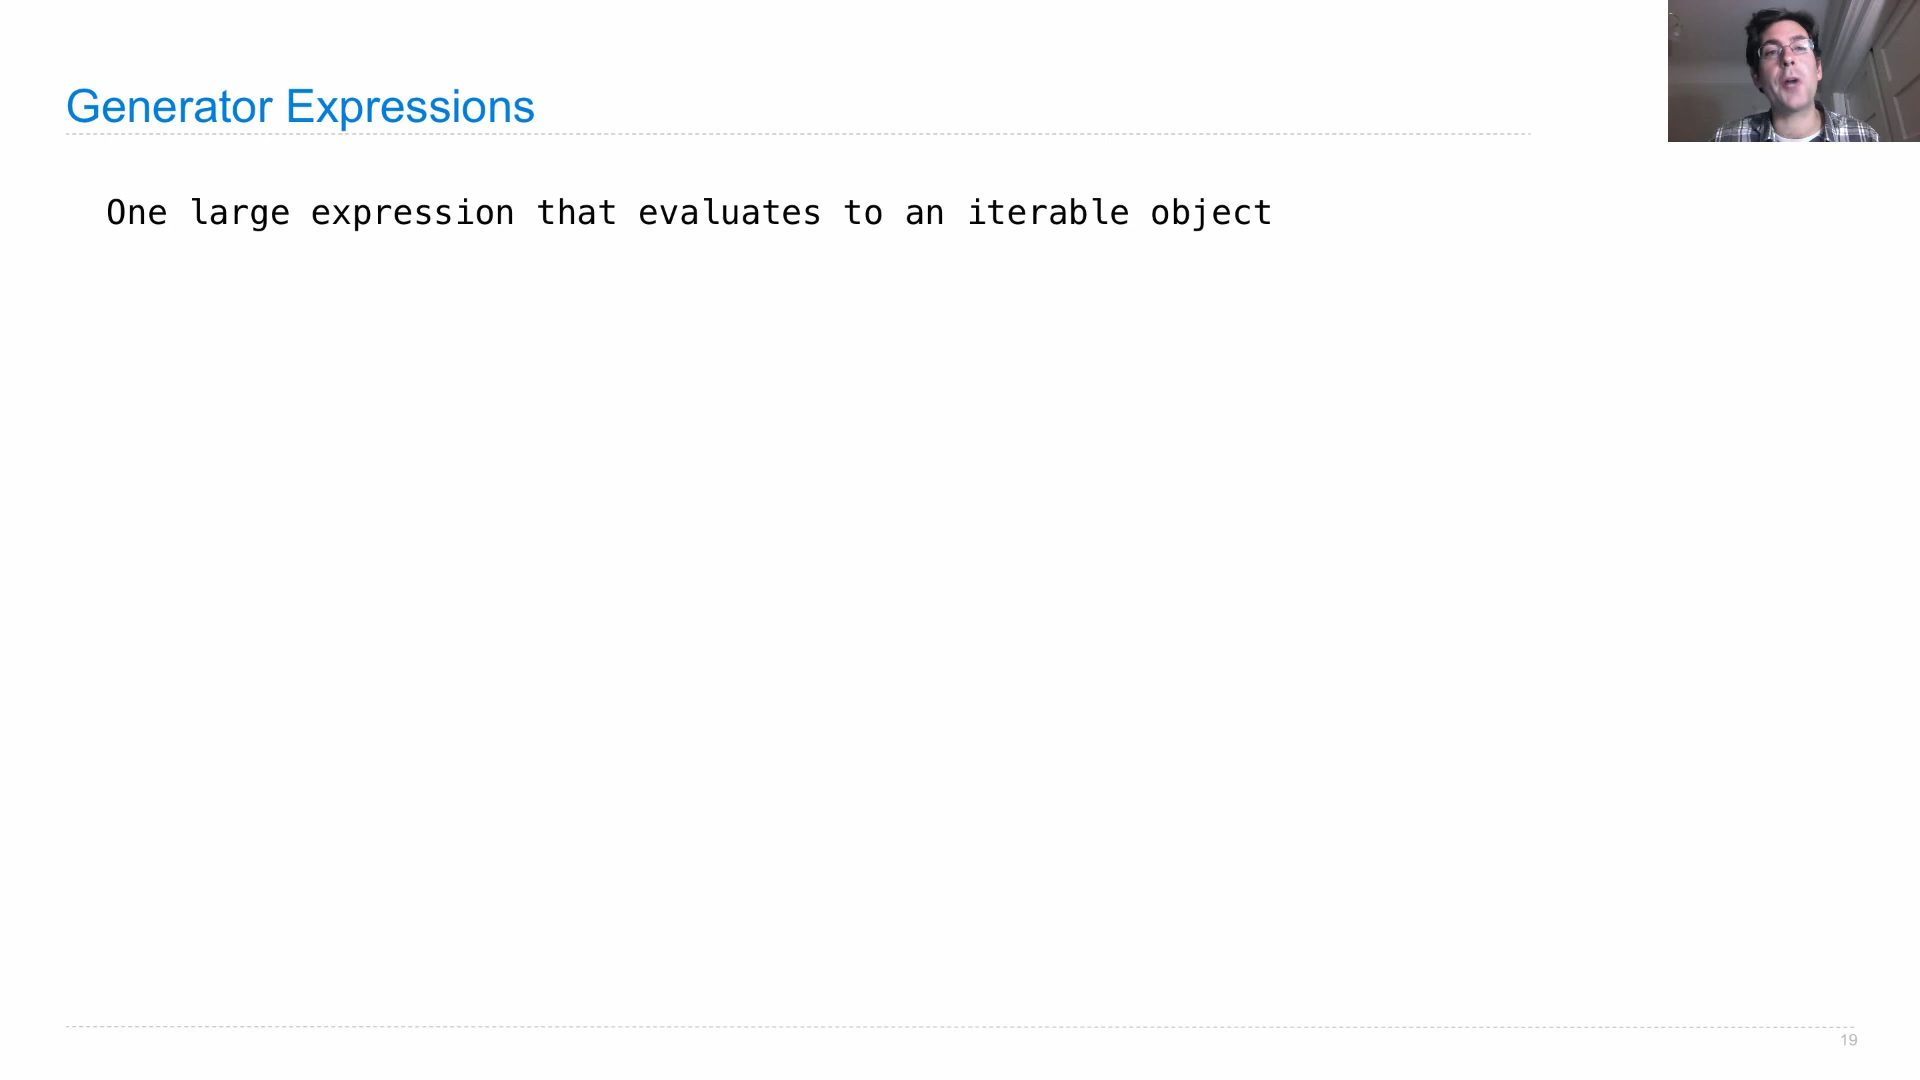 Generator Expressions
One large expression that evaluates to an iterable object
19